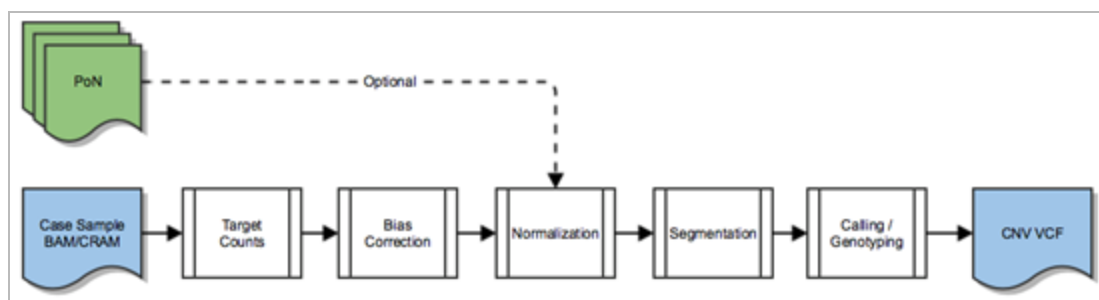 PoN
Optional
Case Sample
BAM/CRAM
Target
Counts
Bias
Correction
Normalization
Segmentation
Calling /
Genotyping
CNV VCF